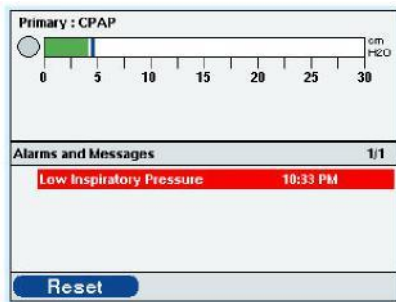 Primary : CPAP
cm
H2O
0 5 10 15 20 25 30
Alarms and Messages 1/1
Low Inspiratory Pressure 10:33 PM
Reset